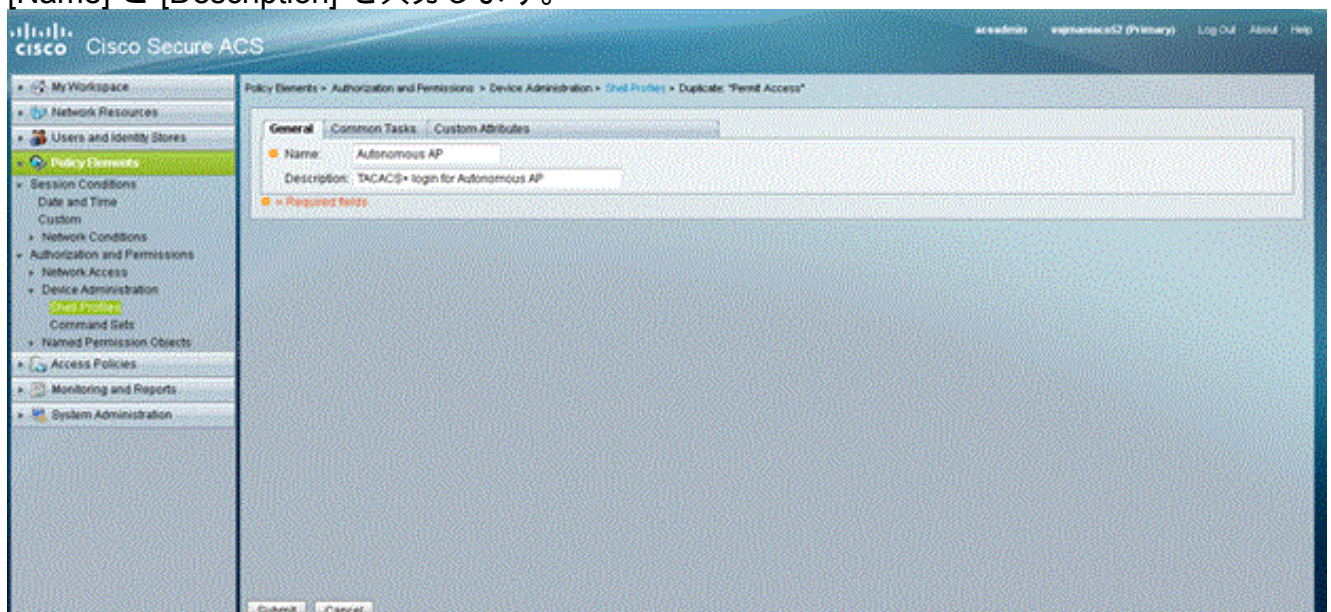 [Name] と [Description] を入力します。
cisco Cisco Secure ACS
acsadmin (Primary) Log Out About Help
My Workspace
Network Resources
Users and Identity Stores
Policy Elements
Session Conditions
Date and Time
Custom
Network Conditions
Authorization and Permissions
Network Access
Device Administration
Shell Profiles
Command Sets
Named Permission Objects
Access Policies
Monitoring and Reports
System Administration
Policy Elements > Authorization and Permissions > Device Administration > Shell Profiles > Duplicate: "Permit Access"
General Common Tasks Custom Attributes
Name: Autonomous AP
Description: TACACS+ login for Autonomous AP
= Required fields
Submit Cancel